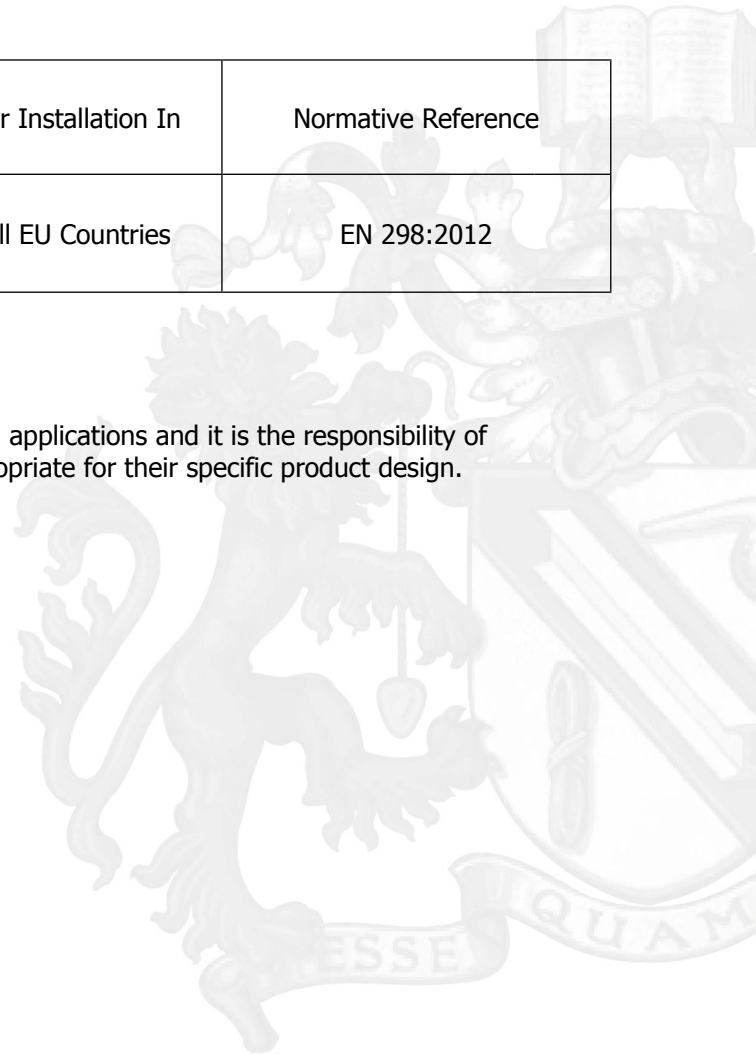 r Installation In
Normative Reference
ll EU Countries
EN 298:2012
applications and it is the responsibility of
opriate for their specific product design.
ESSE
QUAM